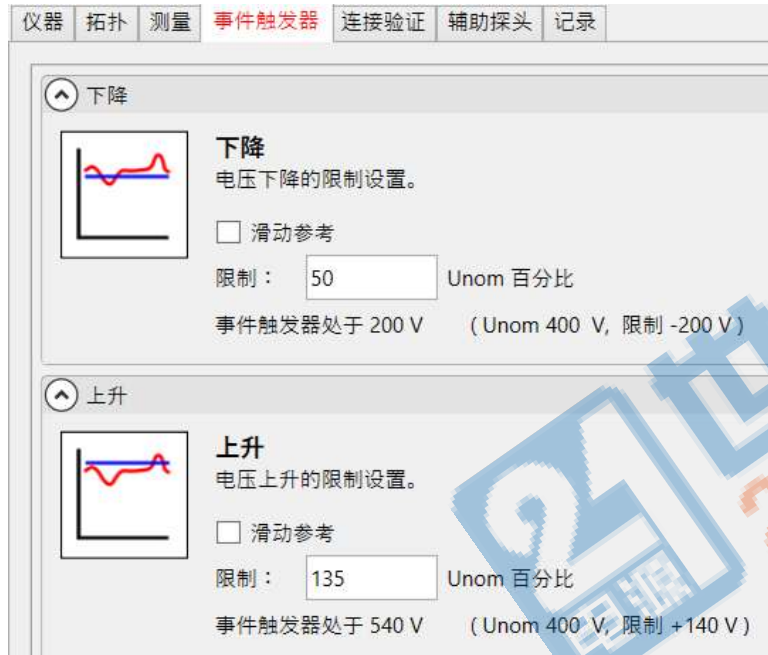 仪器 拓扑 测量 事件触发器 连接验证 辅助探头 记录
下降
下降
电压下降的限制设置。
滑动参考
限制： 50 Unom 百分比
事件触发器处于 200 V （Unom 400 V, 限制 -200 V）
上升
上升
电压上升的限制设置。
滑动参考
限制： 135 Unom 百分比
事件触发器处于 540 V （Unom 400 V, 限制 +140 V）
21世
电源